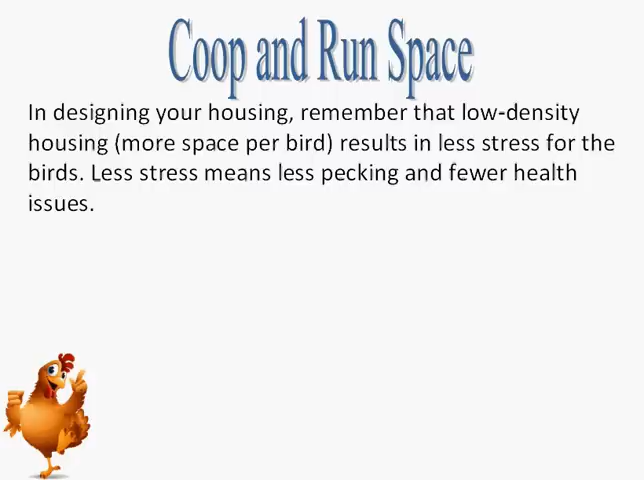 Coop and Run Space
In designing your housing, remember that low-density
housing (more space per bird) results in less stress for the
birds. Less stress means less pecking and fewer health
issues.